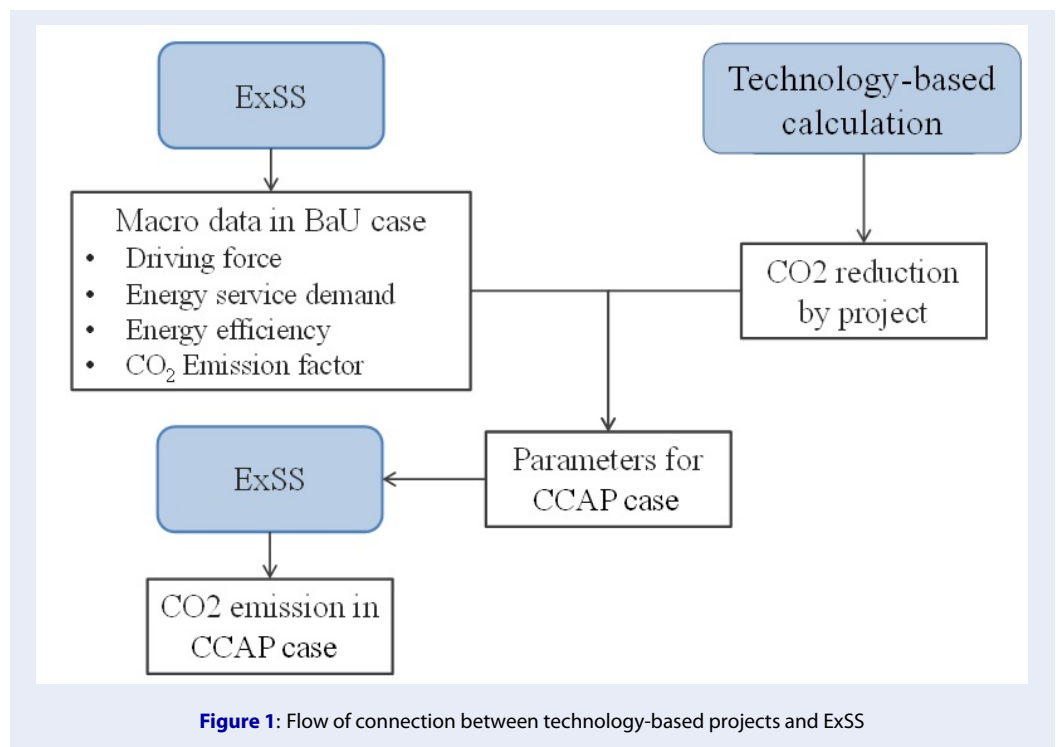 ExSS
Technology-based
calculation
Macro data in BaU case
• Driving force
• Energy service demand
• Energy efficiency
• CO₂ Emission factor
CO2 reduction
by project
Parameters for
CCAP case
ExSS
CO2 emission in
CCAP case
Figure 1: Flow of connection between technology-based projects and ExSS